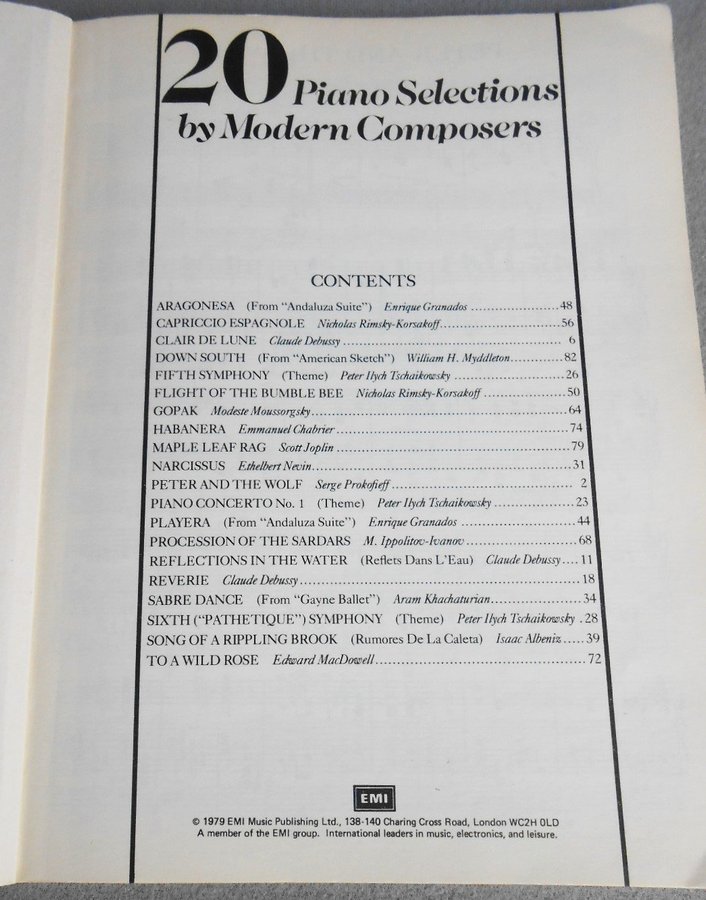 20 Piano Selections
by Modern Composers
CONTENTS
ARAGONESA (From "Andaluza Suite") Enrique Granados ....................48
CAPRICCIO ESPAGNOLE Nicholas Rimsky-Korsakoff..........................56
CLAIR DE LUNE Claude Debussy ............................................. 6
DOWN SOUTH (From "American Sketch") William H. Myddleton............82
FIFTH SYMPHONY (Theme) Peter Ilych Tschaikowsky ......................26
FLIGHT OF THE BUMBLE BEE Nicholas Rimsky-Korsakoff .................50
GOPAK Modeste Moussorgsky..................................................64
HABANERA Emmanuel Chabrier ..............................................74
MAPLE LEAF RAG Scott Joplin ...............................................79
NARCISSUS Ethelbert Nevin...................................................31
PETER AND THE WOLF Serge Prokofieff ..................................... 2
PIANO CONCERTO No. 1 (Theme) Peter Ilych Tschaikowsky .................23
PLAYERA (From "Andaluza Suite") Enrique Granados ........................44
PROCESSION OF THE SARDARS M. Ippolitov-Ivanov .......................68
REFLECTIONS IN THE WATER (Reflets Dans L'Eau) Claude Debussy....11
REVERIE Claude Debussy......................................................18
SABRE DANCE (From "Gayne Ballet") Aram Khachaturian...................34
SIXTH ("PATHETIQUE") SYMPHONY (Theme) Peter Ilych Tschaikowsky .28
SONG OF A RIPPLING BROOK (Rumores De La Caleta) Isaac Albeniz.....39
TO A WILD ROSE Edward MacDowell..........................................72
EMI
© 1979 EMI Music Publishing Ltd., 138-140 Charing Cross Road, London WC2H 0LD
A member of the EMI group. International leaders in music, electronics, and leisure.